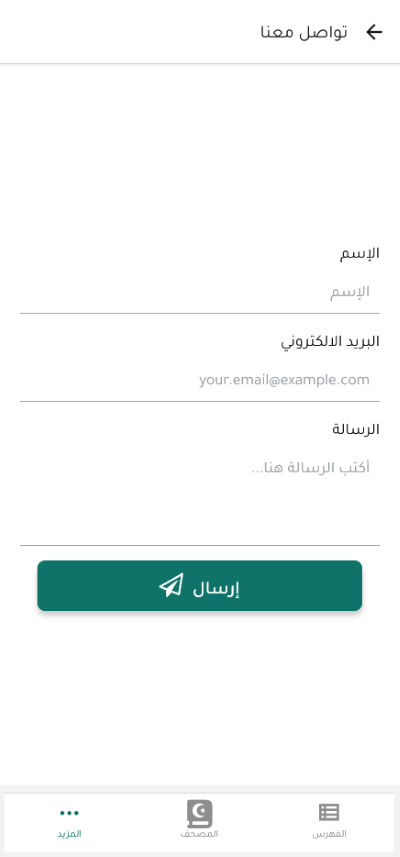 تواصل معنا
الإسم
الإسم
البريد الالكتروني
your.email@example.com
الرسالة
أكتب الرسالة هنا...
إرسال
الفهرس
المصحف
المزيد